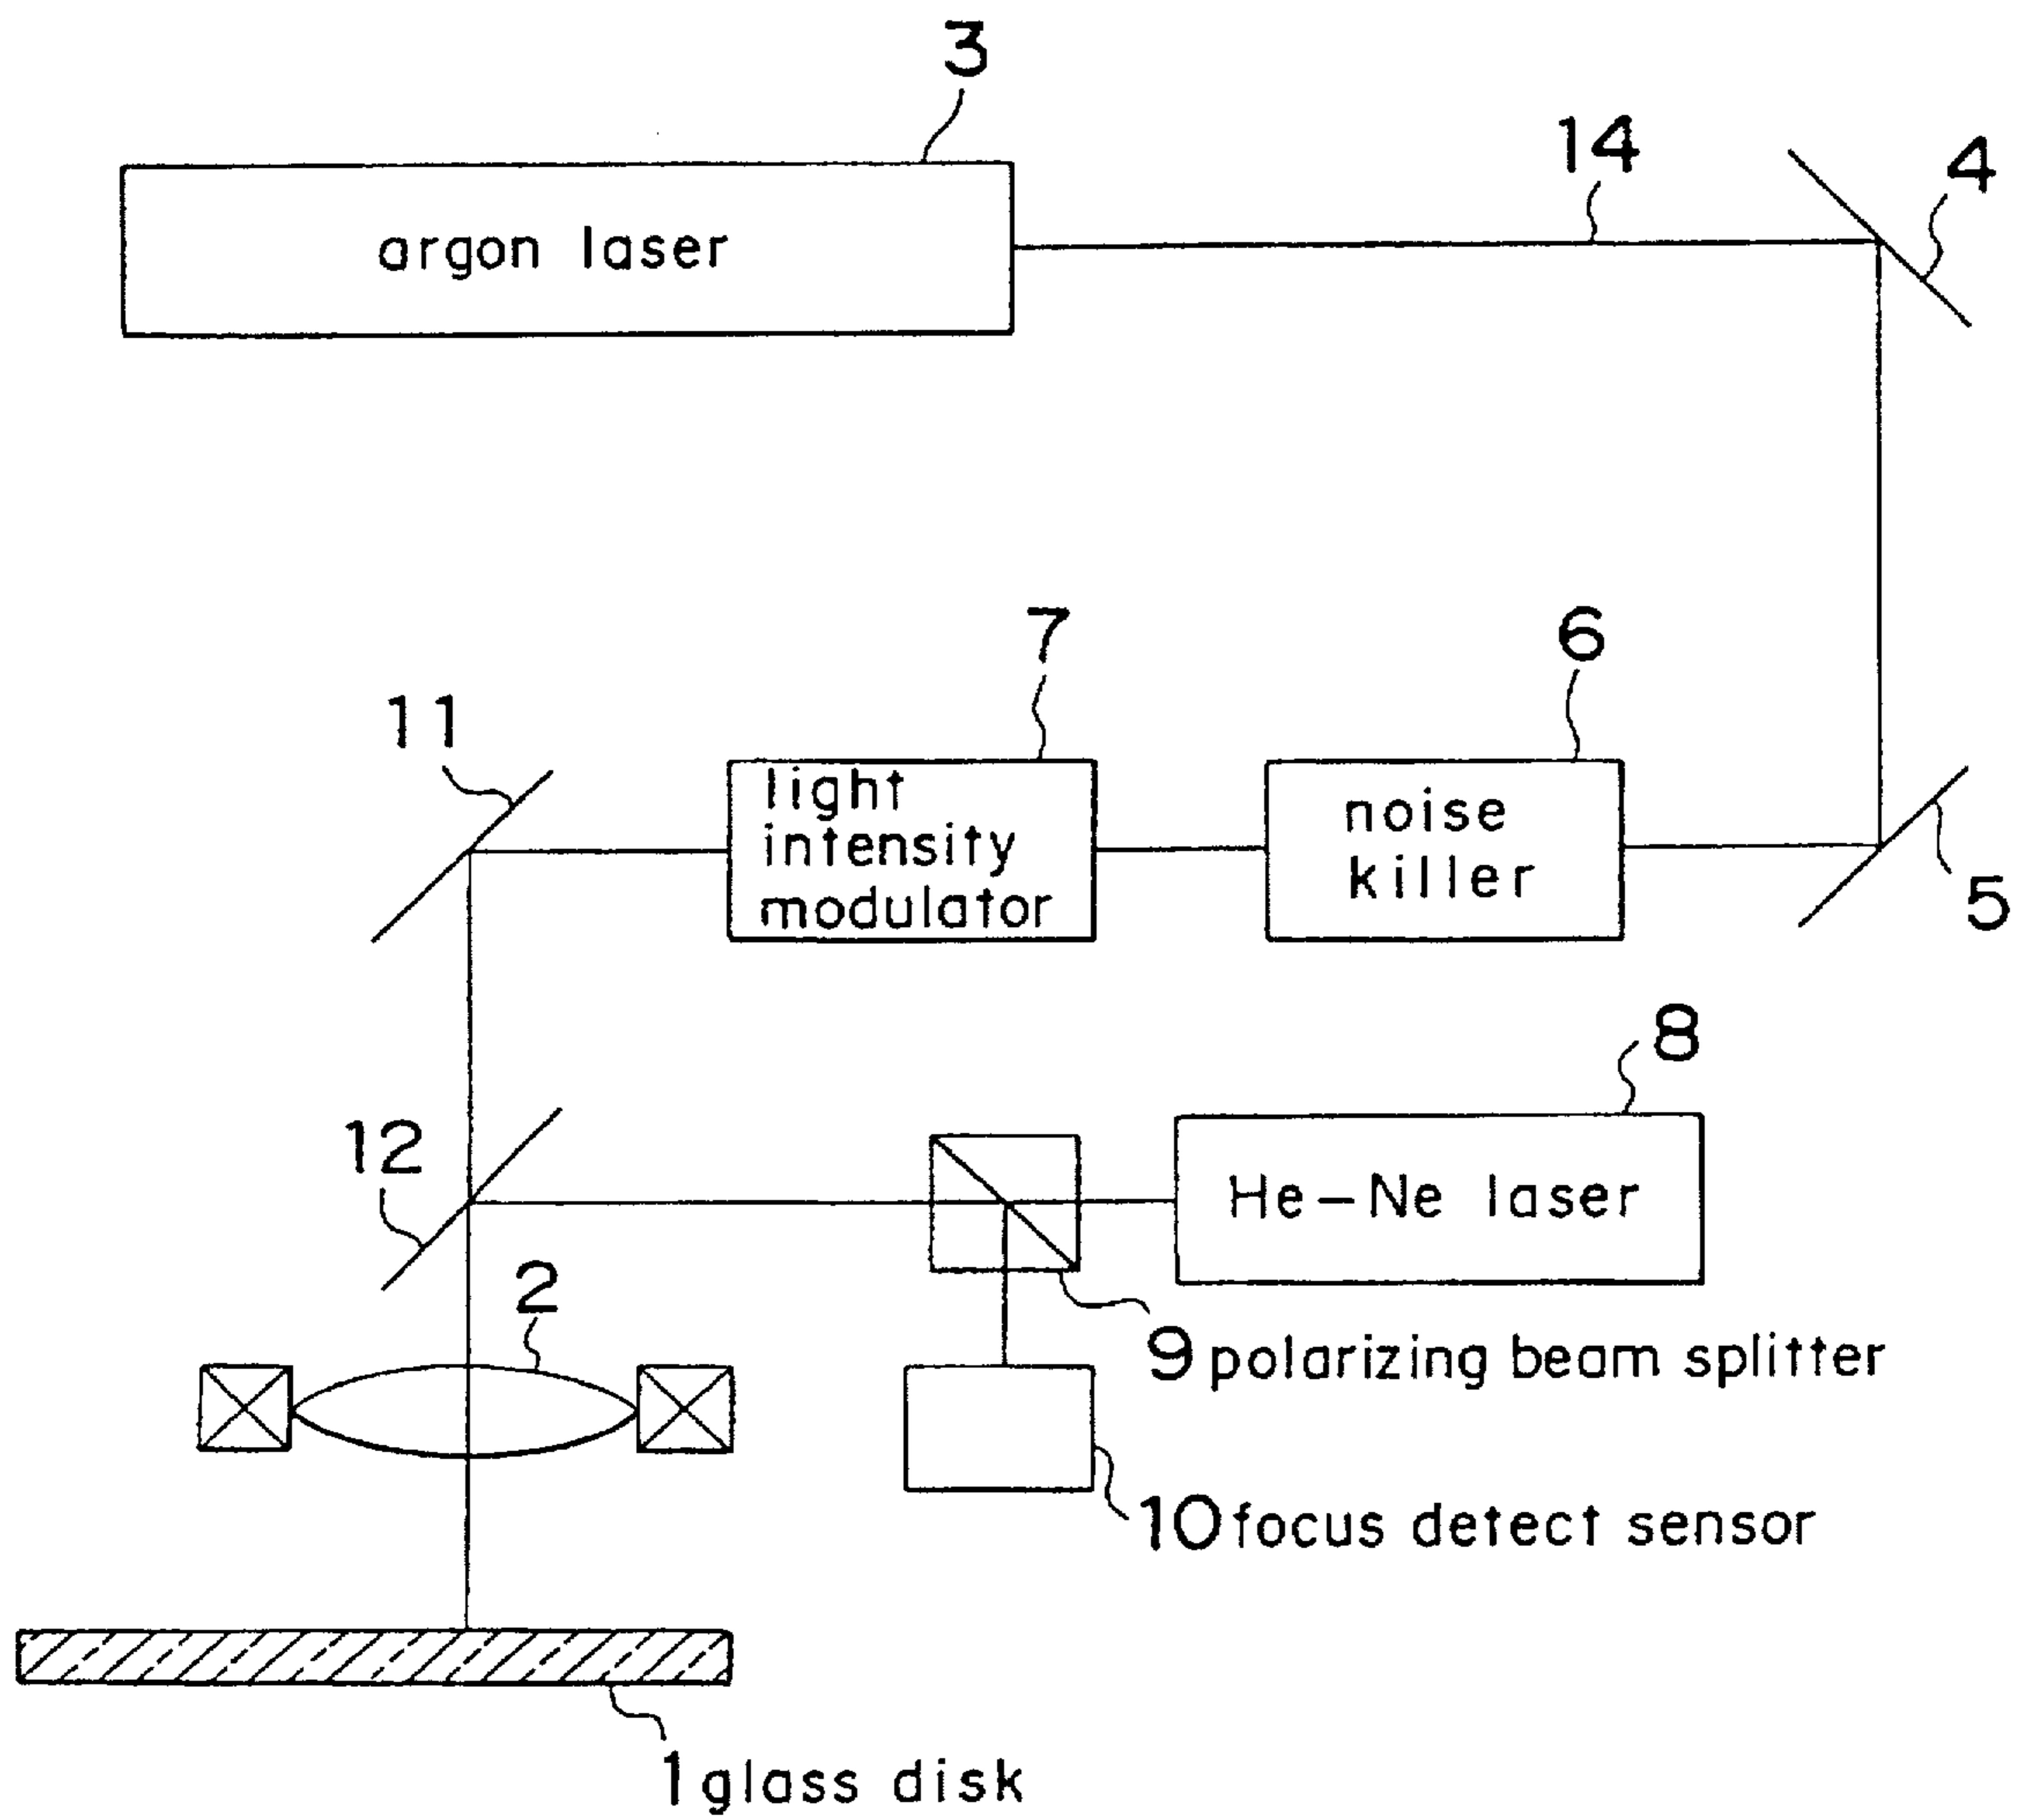 3
14
4
argon laser
7
6
11
light
intensity
modulator
noise
killer
5
8
12
He-Ne laser
2
9 polarizing beam splitter
10 focus detect sensor
1 glass disk